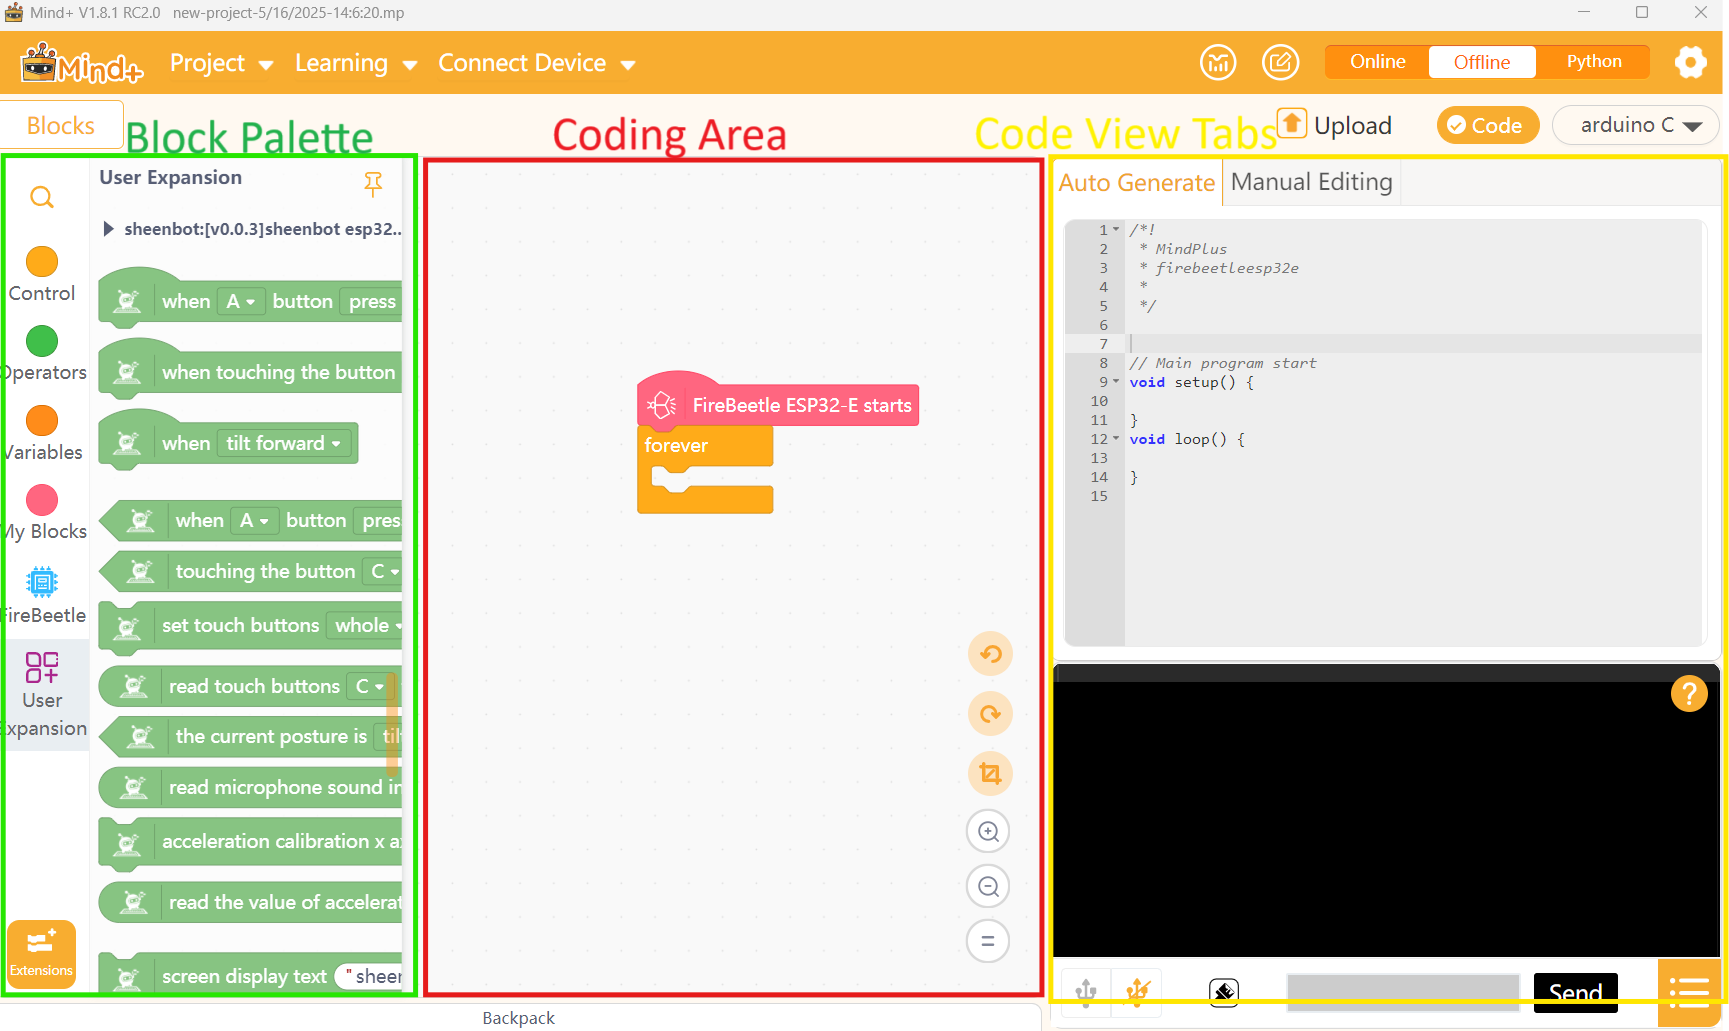 Mind+ V1.8.1 RC2.0 new-project-5/16/2025-14:6:20.mp
Mind+ Project Learning Connect Device Online Offline Python
Blocks Block Palette Coding Area Code View Tabs Upload Code arduino C
User Expansion
sheenbot:[v0.0.3]sheenbot esp32..
Control
Operators
Variables
My Blocks
FireBeetle
User
Expansion
Extensions
when A button press
when touching the button
when tilt forward
when A button pres
touching the button C
set touch buttons whole
read touch buttons C
the current posture is tilt
read microphone sound in
acceleration calibration x a
read the value of accelerat
screen display text "sheen
FireBeetle ESP32-E starts
forever
=
Backpack
Auto Generate Manual Editing
1 /*!
2 * MindPlus
3 * firebeetleesp32e
4 *
5 */
6
7
8 // Main program start
9 void setup() {
10
11 }
12 void loop() {
13
14 }
15
?
Send